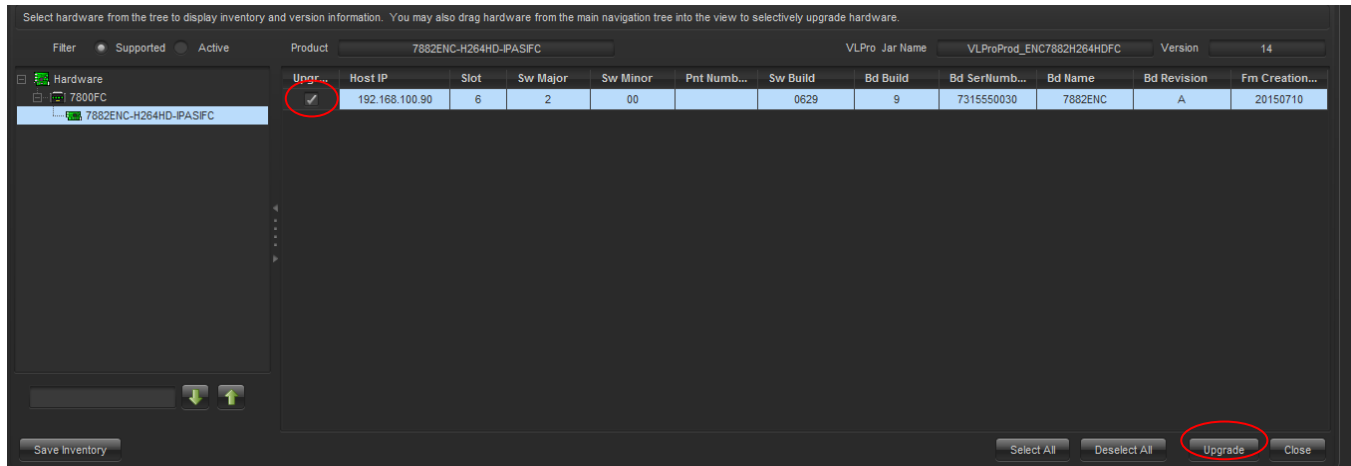 Select hardware from the tree to display inventory and version information. You may also drag hardware from the main navigation tree into the view to selectively upgrade hardware.
Filter Supported Active Product 7882ENC-H264HD-IPASIFC VLPro Jar Name VLProProd_ENC7882H264HDFC Version 14
Hardware
7800FC
7882ENC-H264HD-IPASIFC
Upgr... Host IP Slot Sw Major Sw Minor Pnt Numb... Sw Build Bd Build Bd SerNumb... Bd Name Bd Revision Fm Creation...
192.168.100.90 6 2 00 0629 9 7315550030 7882ENC A 20150710
Save Inventory Select All Deselect All Upgrade Close